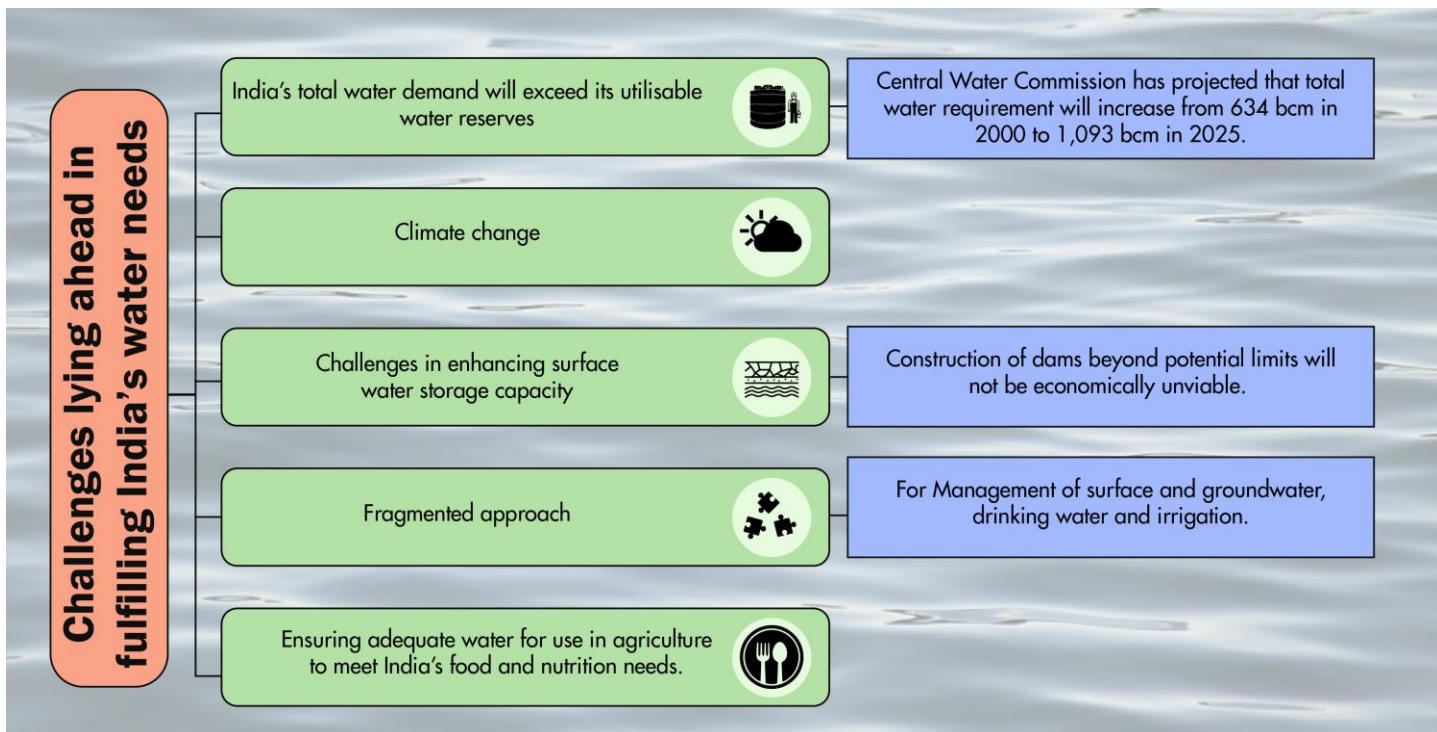 Challenges lying ahead in
fulfilling India's water needs
India's total water demand will exceed its utilisable
water reserves
Central Water Commission has projected that total
water requirement will increase from 634 bcm in
2000 to 1,093 bcm in 2025.
Climate change
Challenges in enhancing surface
water storage capacity
Construction of dams beyond potential limits will
not be economically unviable.
Fragmented approach
For Management of surface and groundwater,
drinking water and irrigation.
Ensuring adequate water for use in agriculture
to meet India's food and nutrition needs.